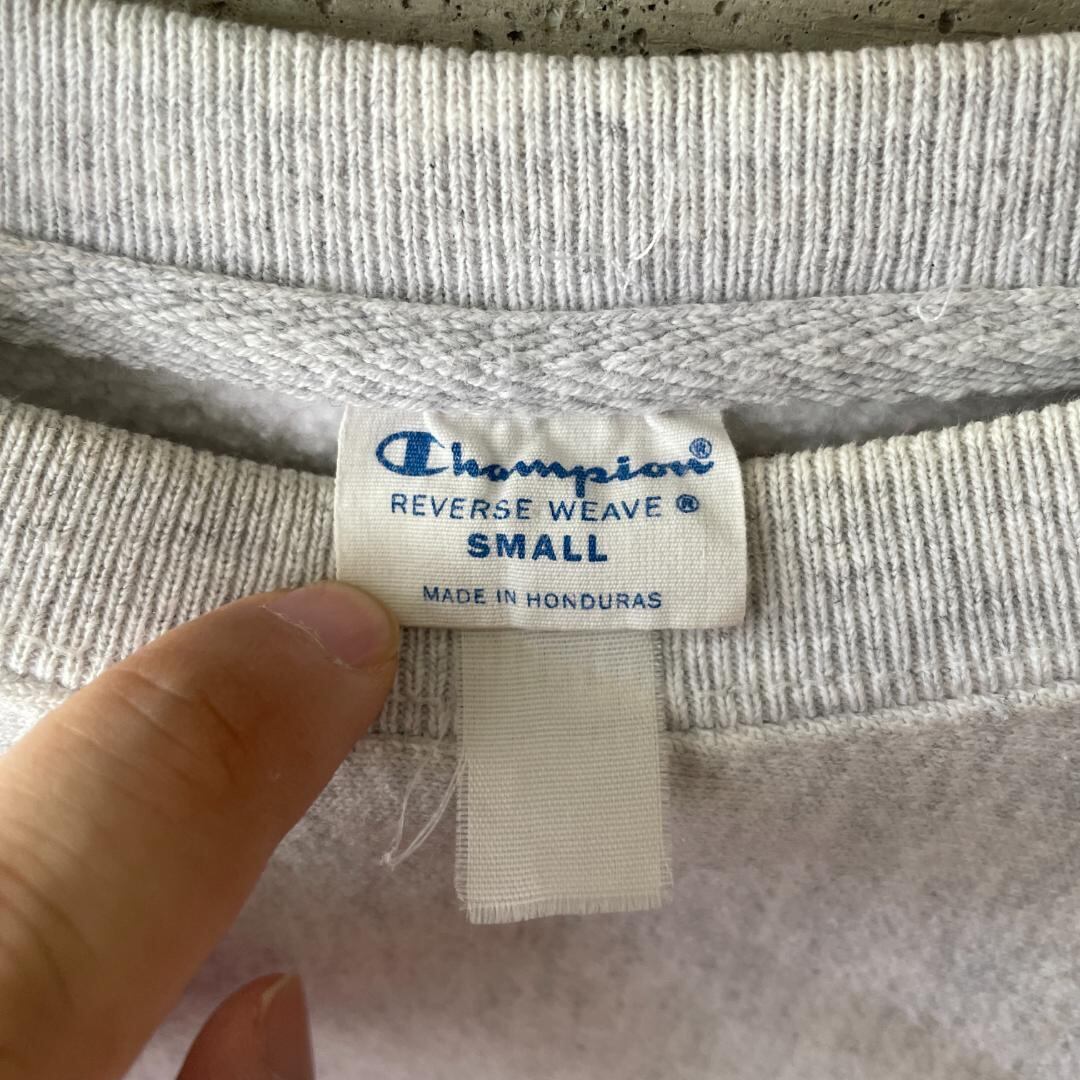 Champion®
REVERSE WEAVE ®
SMALL
MADE IN HONDURAS